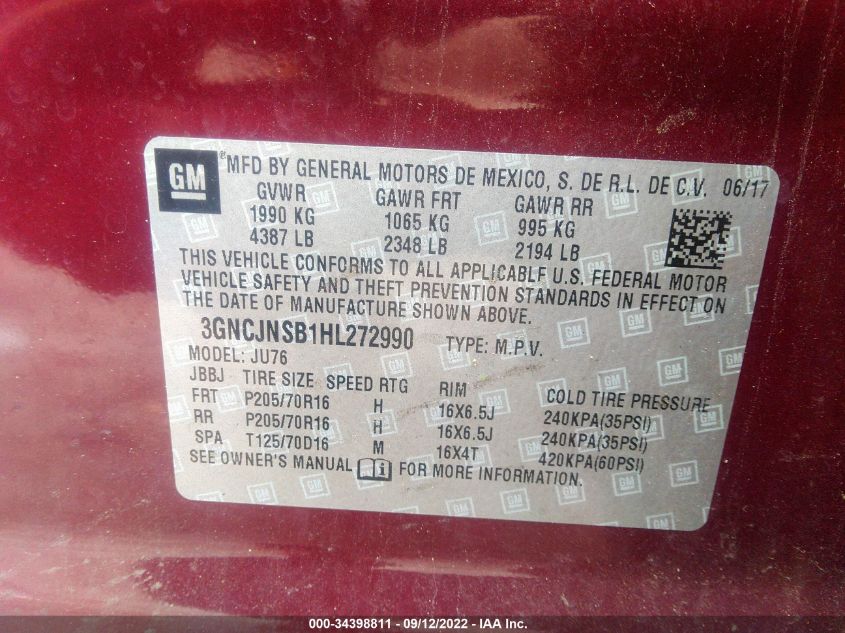 GM
® MFD BY GENERAL MOTORS DE MEXICO, S. DE R.L. DE C.V. 06/17
GVWR GAWR FRT GAWR RR
1990 KG 1065 KG 995 KG
4387 LB 2348 LB 2194 LB
THIS VEHICLE CONFORMS TO ALL APPLICABLE U.S. FEDERAL MOTOR
VEHICLE SAFETY AND THEFT PREVENTION STANDARDS IN EFFECT ON
THE DATE OF MANUFACTURE SHOWN ABOVE.
3GNCJNSB1HL272990 TYPE: M.P.V.
MODEL: JU76
JBBJ TIRE SIZE SPEED RTG RIM COLD TIRE PRESSURE
FRT P205/70R16 H 16X6.5J 240KPA(35PSI)
RR P205/70R16 H 16X6.5J 240KPA(35PSI)
SPA T125/70D16 M 16X4T 420KPA(60PSI)
SEE OWNER'S MANUAL i FOR MORE INFORMATION.
000-34398811 - 09/12/2022 - IAA Inc.